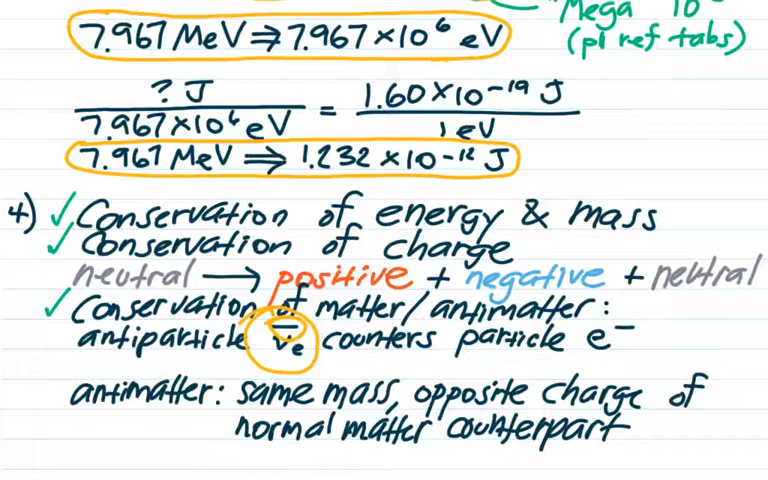 "Mega 10
7.967 MeV ⇒ 7.967 × 10⁶ eV
(pl ref tabs)
? J / 7.967×10⁶ eV = 1.60×10⁻¹⁹ J / 1 eV
7.967 MeV ⇒ 1.232 × 10⁻¹² J
4) ✓ Conservation of energy & mass
✓ Conservation of charge
neutral → positive + negative + neutral
✓ Conservation of matter/antimatter:
antiparticle ν̅ₑ counters particle e⁻
antimatter: same mass, opposite charge of
normal matter counterpart